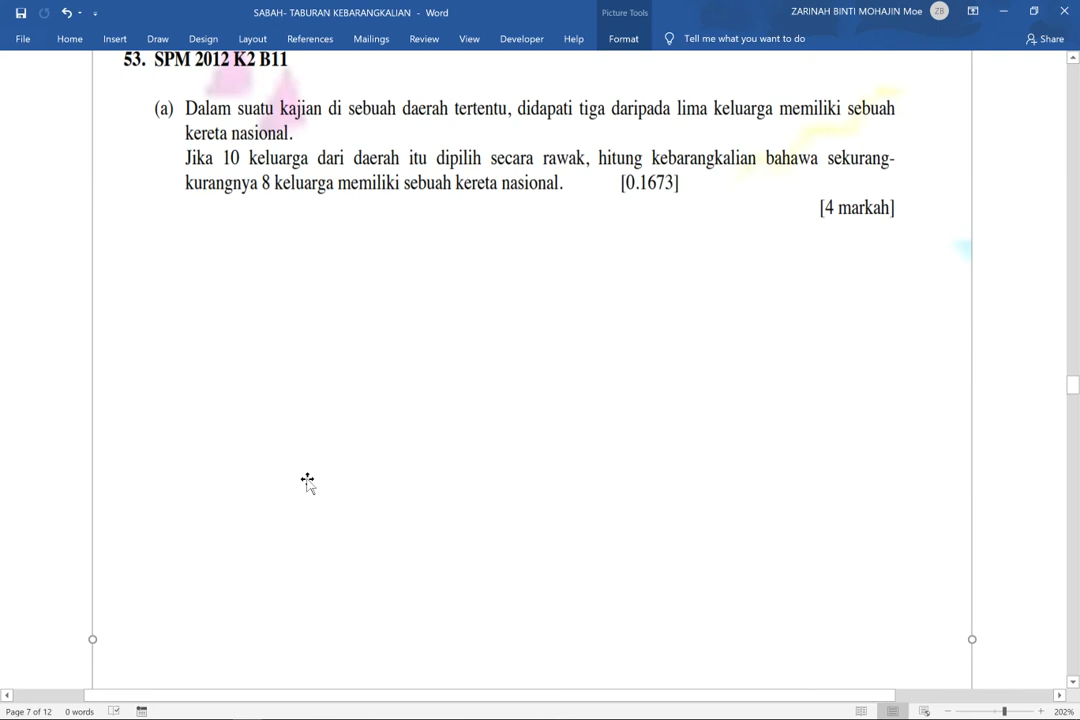 SABAH- TABURAN KEBARANGKALIAN - Word
Picture Tools
ZARINAH BINTI MOHAJIN Moe
ZB
File
Home
Insert
Draw
Design
Layout
References
Mailings
Review
View
Developer
Help
Format
Tell me what you want to do
Share
53. SPM 2012 K2 B11
(a) Dalam suatu kajian di sebuah daerah tertentu, didapati tiga daripada lima keluarga memiliki sebuah
kereta nasional.
Jika 10 keluarga dari daerah itu dipilih secara rawak, hitung kebarangkalian bahawa sekurang-
kurangnya 8 keluarga memiliki sebuah kereta nasional. [0.1673]
[4 markah]
Page 7 of 12
0 words
202%